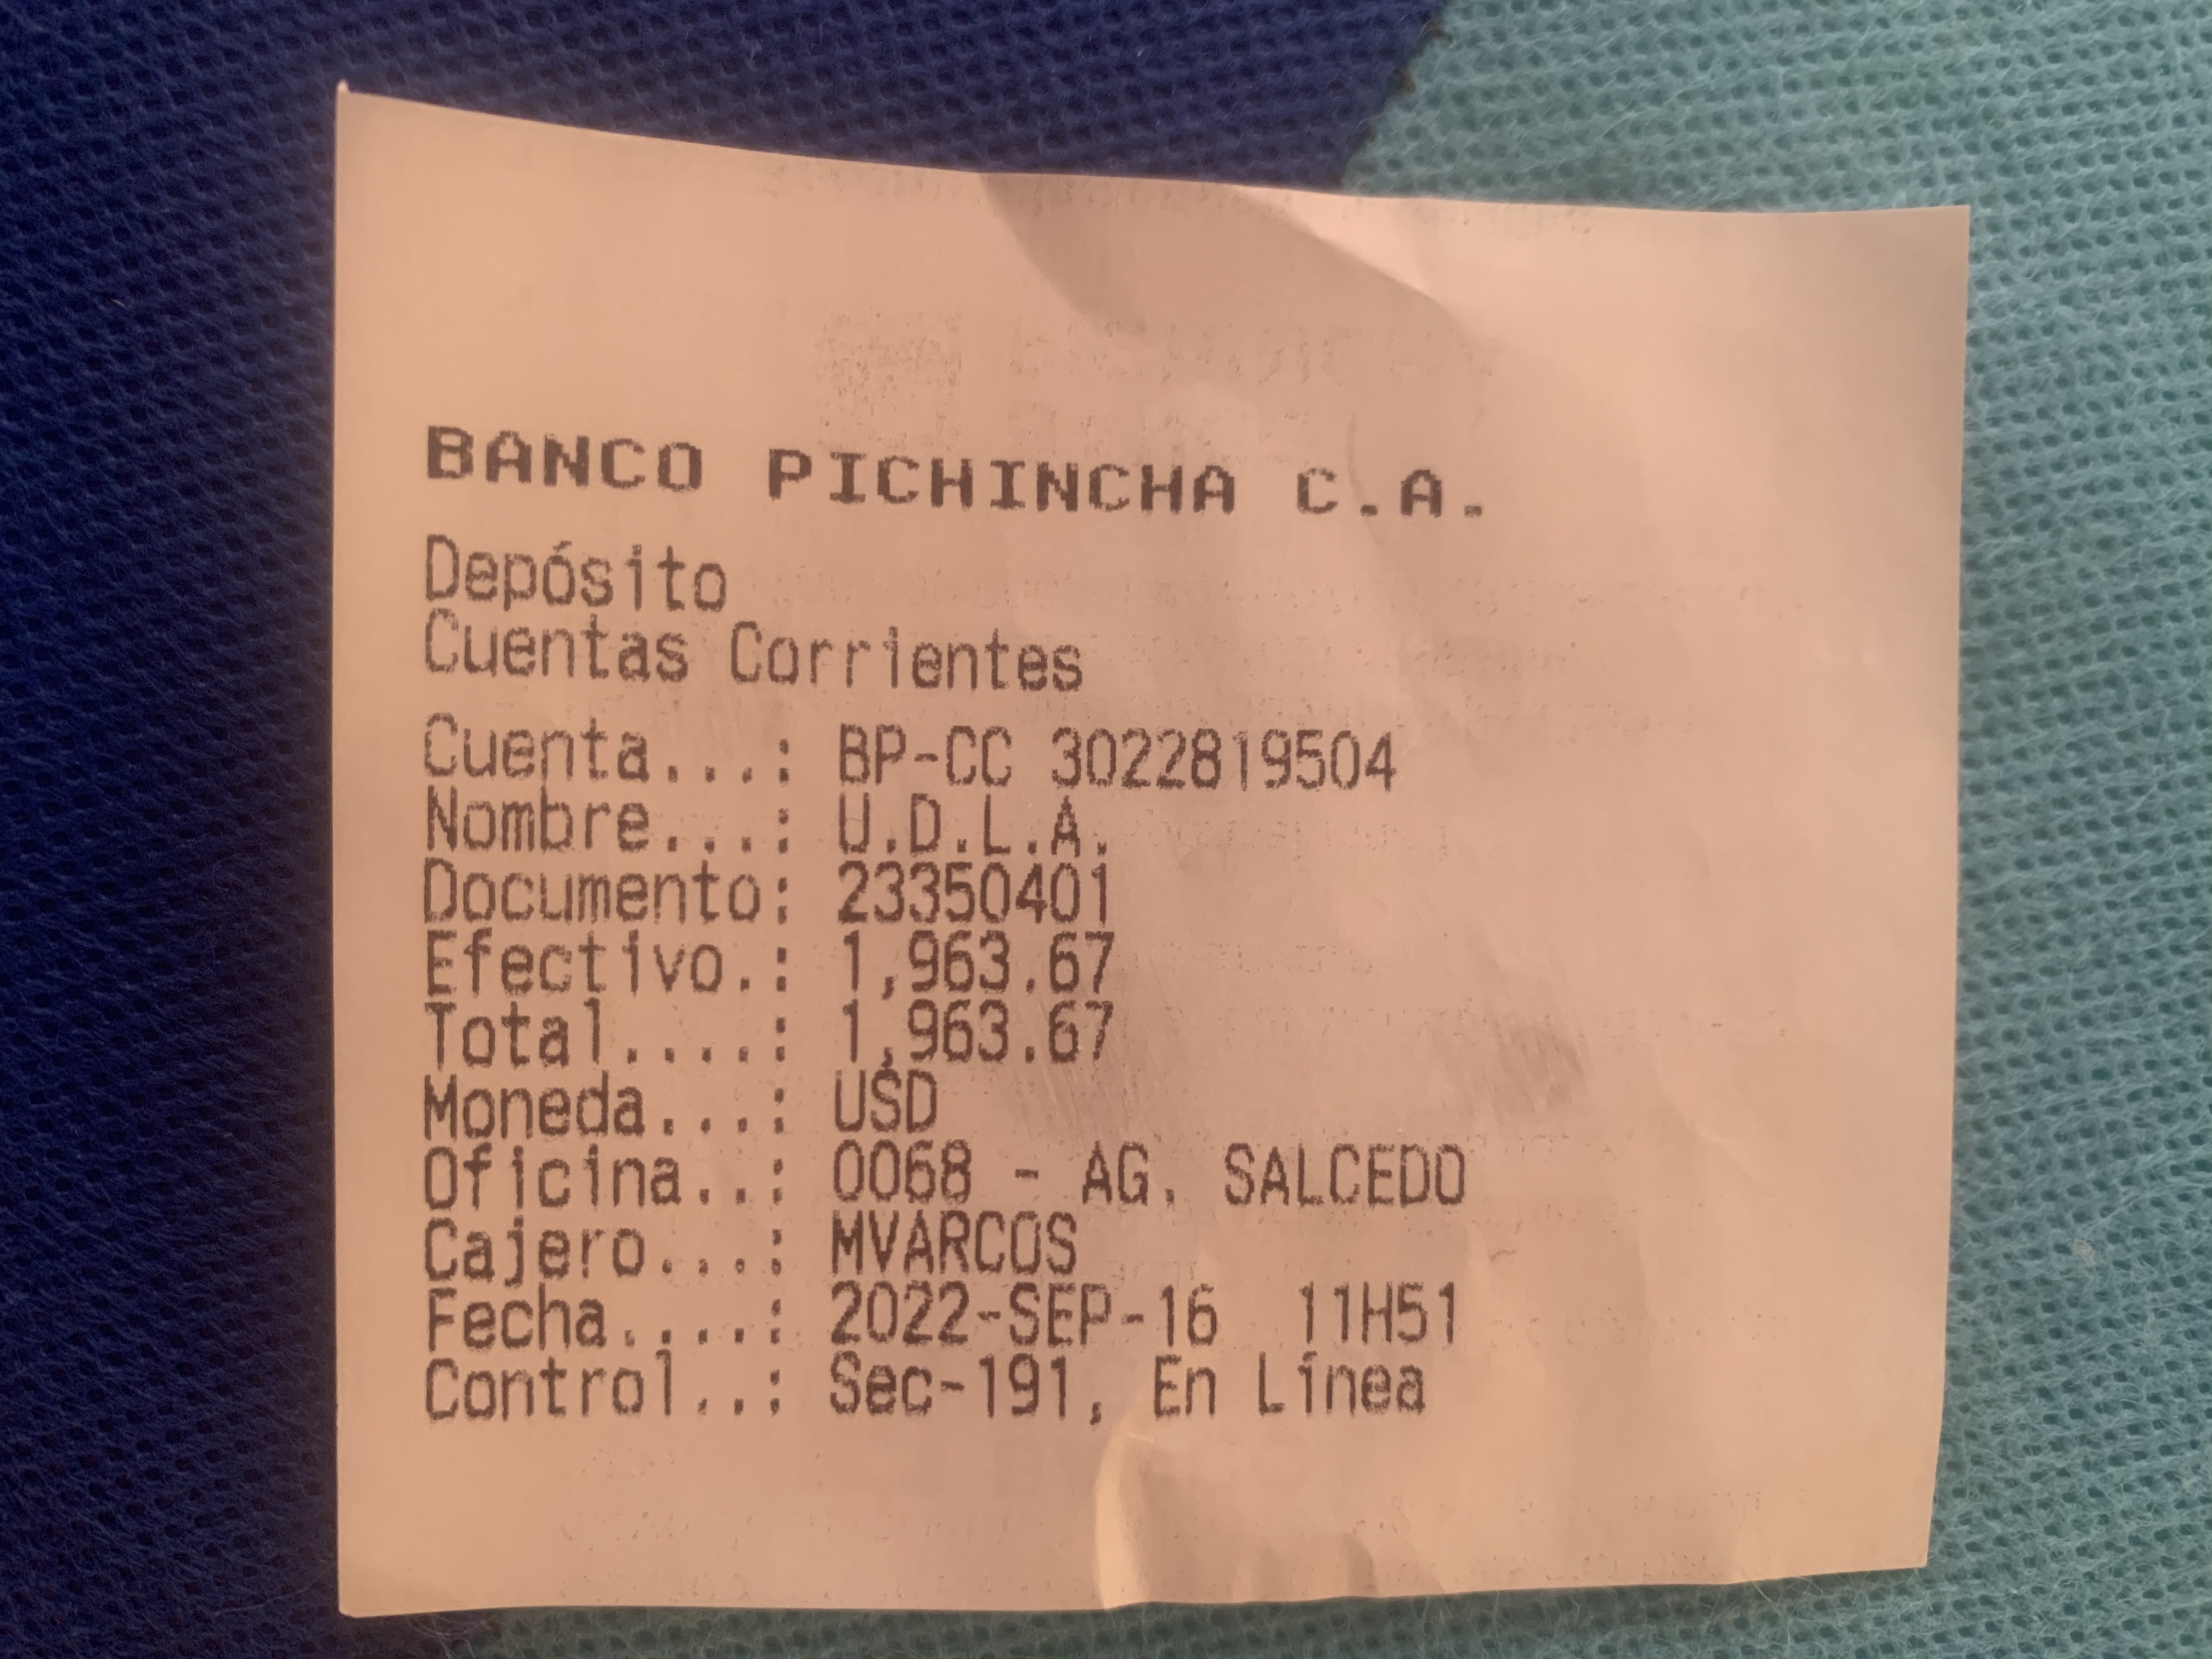 BANCO PICHINCHA C.A.
Depósito
Cuentas Corrientes
Cuenta...: BP-CC 3022819504
Nombre...: U.D.L.A.
Documento: 23350401
Efectivo.: 1,963.67
Total....: 1,963.67
Moneda...: USD
Oficina..: 0068 - AG. SALCEDO
Cajero...: MVARCOS
Fecha....: 2022-SEP-16 11H51
Control..: Sec-191, En Línea